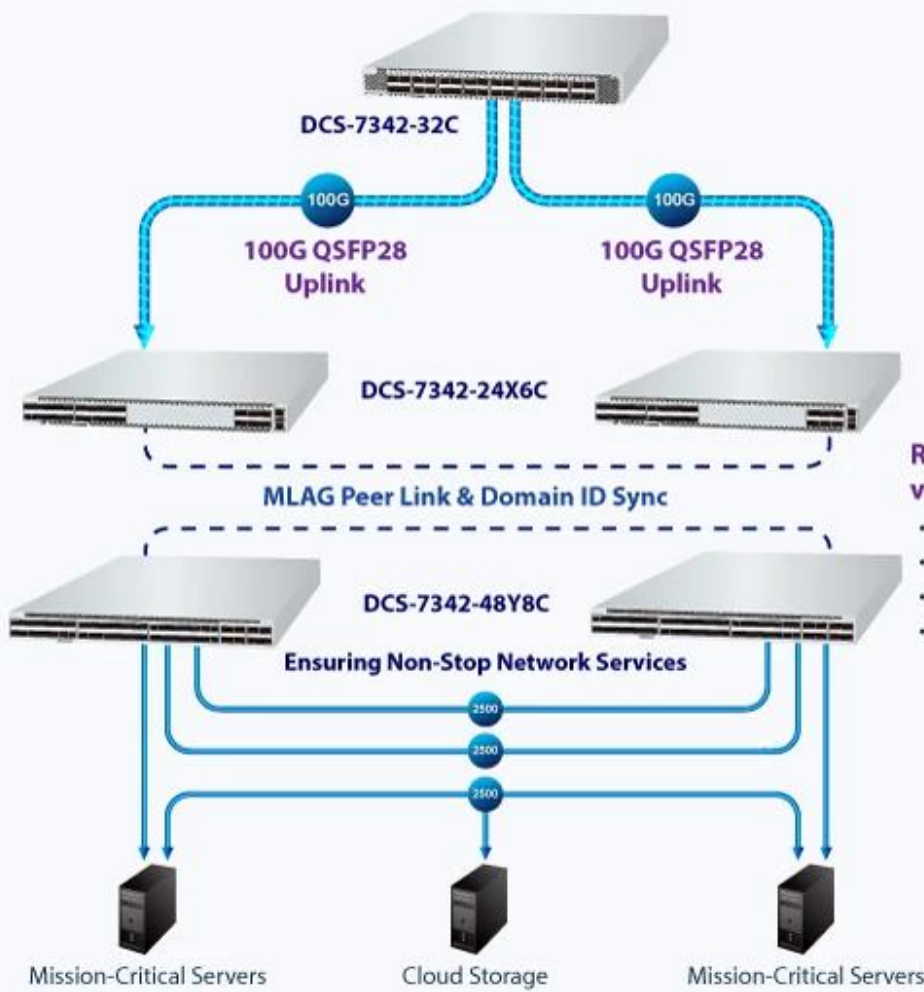 DCS-7342-32C
100G
100G
100G QSFP28
Uplink
100G QSFP28
Uplink
DCS-7342-24X6C
MLAG Peer Link & Domain ID Sync
R
v
DCS-7342-48Y8C
Ensuring Non-Stop Network Services
2500
2500
2500
Mission-Critical Servers
Cloud Storage
Mission-Critical Servers